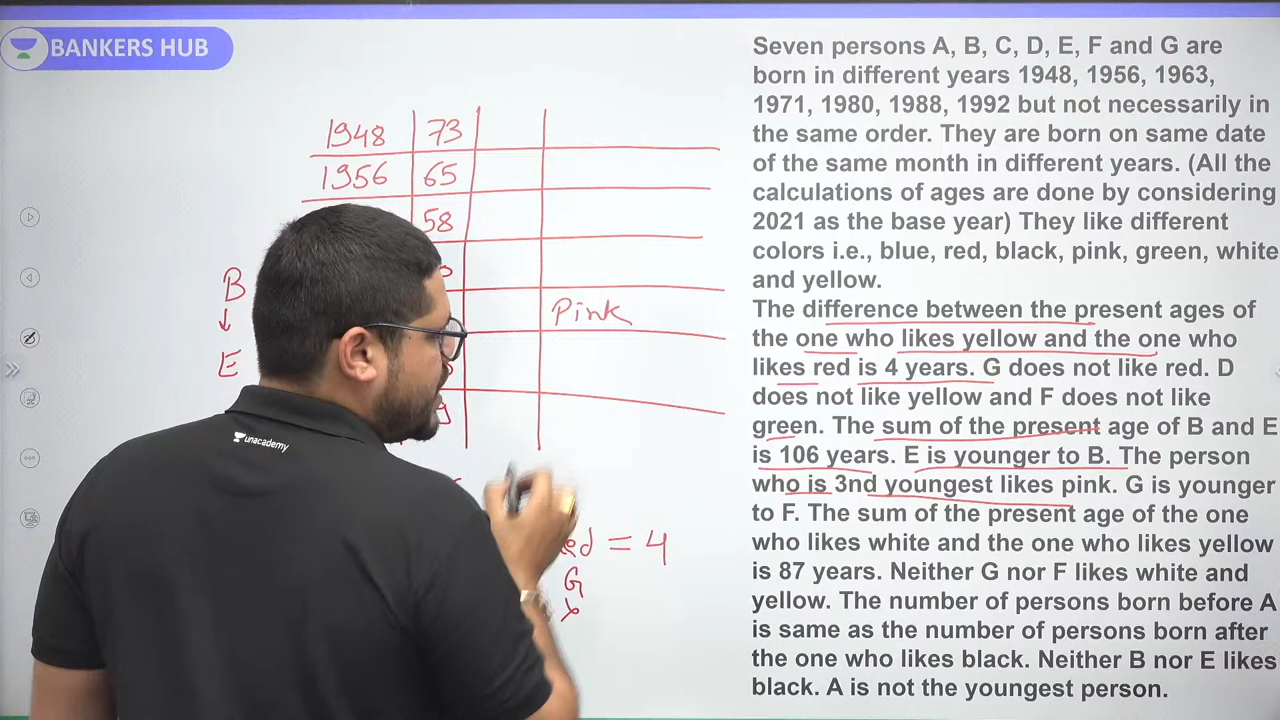 BANKERS HUB
Seven persons A, B, C, D, E, F and G are
born in different years 1948, 1956, 1963,
1971, 1980, 1988, 1992 but not necessarily in
the same order. They are born on same date
of the same month in different years. (All the
calculations of ages are done by considering
2021 as the base year) They like different
colors i.e., blue, red, black, pink, green, white
and yellow.
The difference between the present ages of
the one who likes yellow and the one who
likes red is 4 years. G does not like red. D
does not like yellow and F does not like
green. The sum of the present age of B and E
is 106 years. E is younger to B. The person
who is 3nd youngest likes pink. G is younger
to F. The sum of the present age of the one
who likes white and the one who likes yellow
is 87 years. Neither G nor F likes white and
yellow. The number of persons born before A
is same as the number of persons born after
the one who likes black. Neither B nor E likes
black. A is not the youngest person.
1948 73
1956 65
58
B
↓
E
Pink
= 4
G
x
unacademy